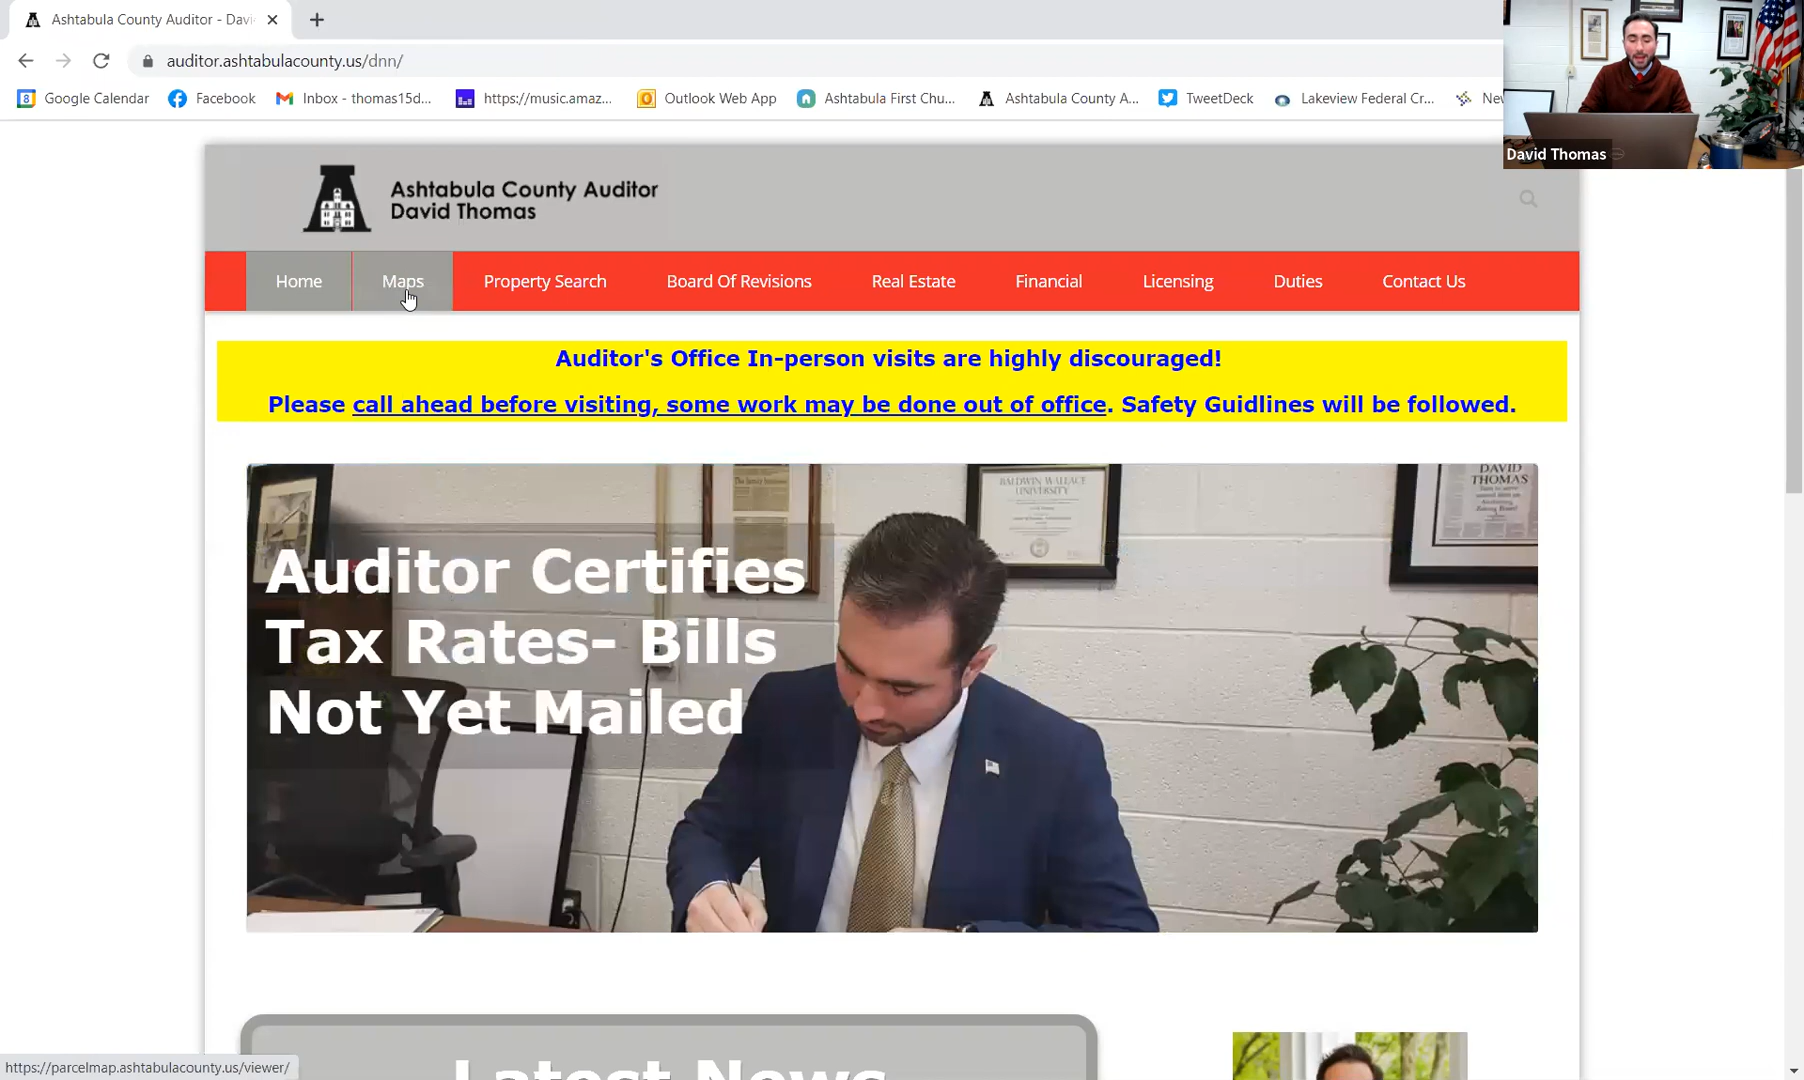 Ashtabula County Auditor - Davi
auditor.ashtabulacounty.us/dnn/
8 Google Calendar
Facebook
Inbox - thomas15d...
https://music.amaz...
Outlook Web App
Ashtabula First Chu...
Ashtabula County A...
TweetDeck
Lakeview Federal Cr...
David Thomas
Ashtabula County Auditor
David Thomas
Home
Maps
Property Search
Board Of Revisions
Real Estate
Financial
Licensing
Duties
Contact Us
Auditor's Office In-person visits are highly discouraged!
Please call ahead before visiting, some work may be done out of office. Safety Guidlines will be followed.
BALDWIN WALLACE
UNIVERSITY
DAVID
THOMAS
Auditor Certifies
Tax Rates- Bills
Not Yet Mailed
Latest News
https://parcelmap.ashtabulacounty.us/viewer/